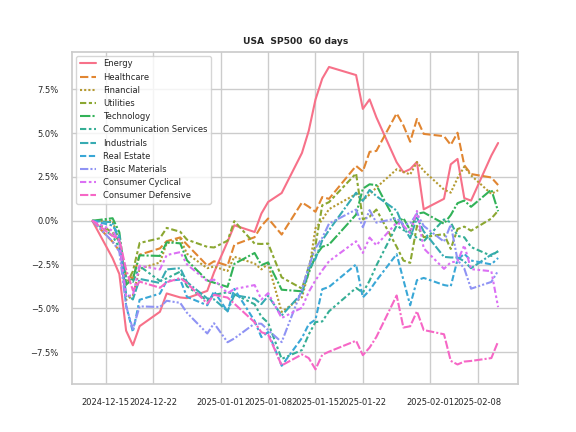 USA  SP500  60 days
Energy
Healthcare
Financial
Utilities
Technology
Communication Services
Industrials
Real Estate
Basic Materials
Consumer Cyclical
Consumer Defensive
7.5%
5.0%
2.5%
0.0%
−2.5%
−5.0%
−7.5%
2024-12-15 2024-12-22 2025-01-01 2025-01-08 2025-01-15 2025-01-22 2025-02-01 2025-02-08